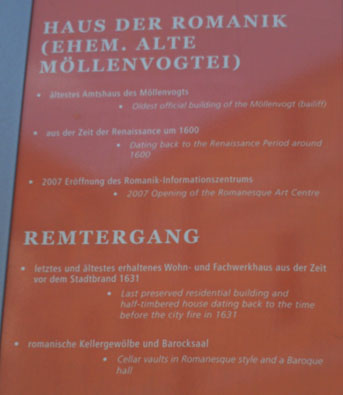 HAUS DER ROMANIK
(EHEM. ALTE
MÖLLENVOGTEI)
• ältestes Amtshaus des Möllenvogts
• Oldest official building of the Möllenvogt (bailiff)
• aus der Zeit der Renaissance um 1600
• Dating back to the Renaissance Period around
1600
• 2007 Eröffnung des Romanik-Informationszentrums
• 2007 Opening of the Romanesque Art Centre
REMTERGANG
• letztes und ältestes erhaltenes Wohn- und Fachwerkhaus aus der Zeit
vor dem Stadtbrand 1631
• Last preserved residential building and
half-timbered house dating back to the time
before the city fire in 1631
• romanische Kellergewölbe und Barocksaal
• Cellar vaults in Romanesque style and a Baroque
hall